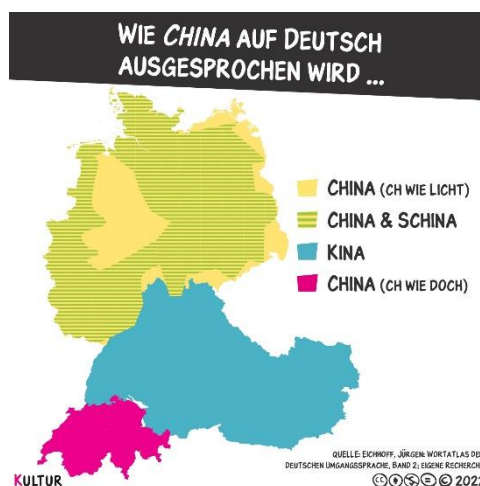 WIE CHINA AUF DEUTSCH
AUSGESPROCHEN WIRD ...
CHINA (CH WIE LICHT)
CHINA & SCHINA
KINA
CHINA (CH WIE DOCH)
QUELLE: EICHHOFF, JÜRGEN: WORTATLAS DER
DEUTSCHEN UMGANGSSPRACHE, BAND 2; EIGENE RECHERCH
KULTUR